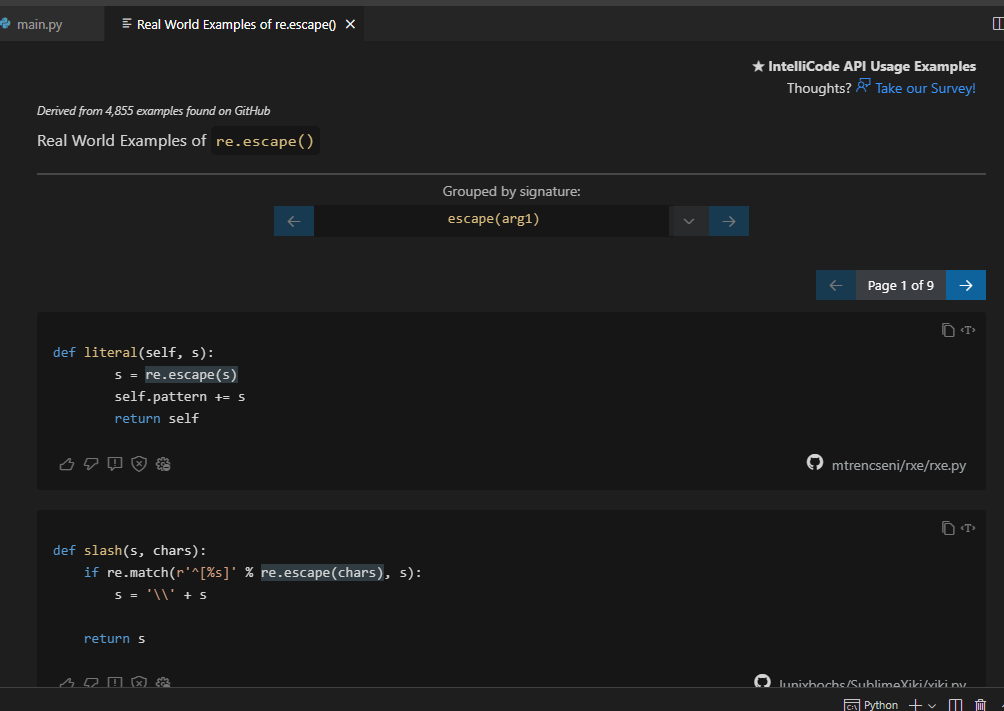 main.py
Real World Examples of re.escape()
★ IntelliCode API Usage Examples
Thoughts? Take our Survey!
Derived from 4,855 examples found on GitHub
Real World Examples of re.escape()
Grouped by signature:
escape(arg1)
Page 1 of 9
def literal(self, s):
s = re.escape(s)
self.pattern += s
return self
mtrencseni/rxe/rxe.py
def slash(s, chars):
if re.match(r'^[%s]' % re.escape(chars), s):
s = '\\' + s
return s
lunixbochs/SublimeXiki/xiki.py
Python